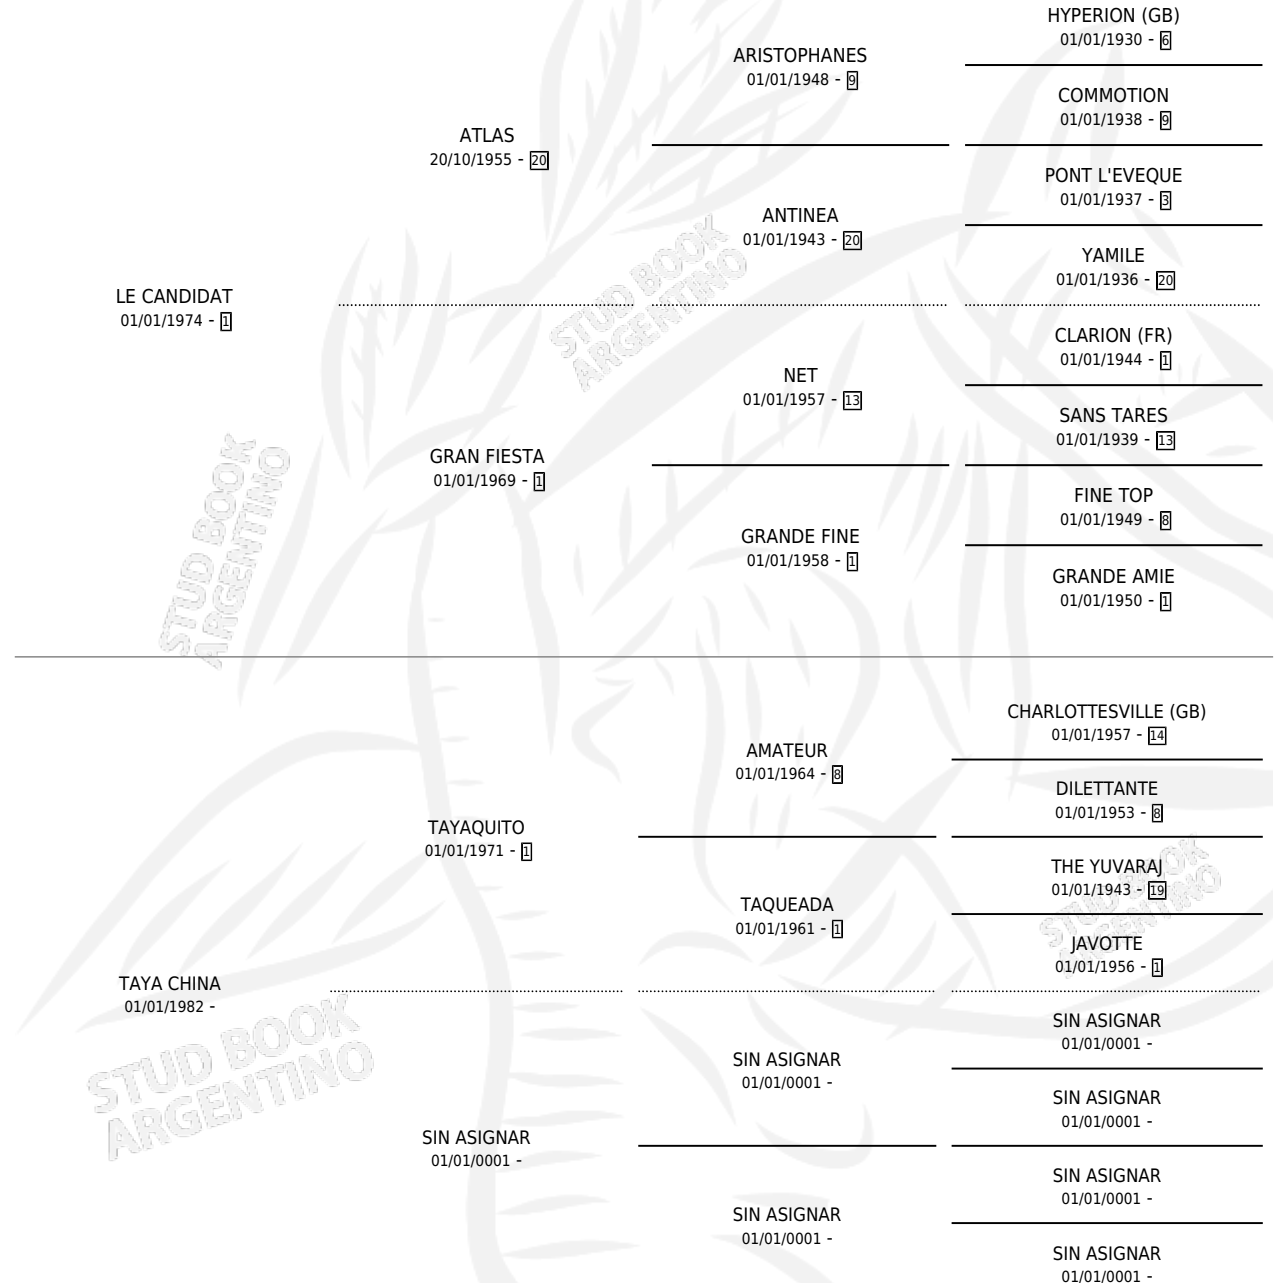 HYPERION (GB)
01/01/1930 - 6
ARISTOPHANES
01/01/1948 - 9
COMMOTION
01/01/1938 - 9
ATLAS
20/10/1955 - 20
PONT L'EVEQUE
01/01/1937 - 3
ANTINEA
01/01/1943 - 20
YAMILE
01/01/1936 - 20
LE CANDIDAT
01/01/1974 - 1
CLARION (FR)
01/01/1944 - 1
NET
01/01/1957 - 13
SANS TARES
01/01/1939 - 13
GRAN FIESTA
01/01/1969 - 1
FINE TOP
01/01/1949 - 8
GRANDE FINE
01/01/1958 - 1
GRANDE AMIE
01/01/1950 - 1
CHARLOTTESVILLE (GB)
01/01/1957 - 14
AMATEUR
01/01/1964 - 8
DILETTANTE
01/01/1953 - 8
TAYAQUITO
01/01/1971 - 1
THE YUVARAJ
01/01/1943 - 19
TAQUEADA
01/01/1961 - 1
JAVOTTE
01/01/1956 - 1
TAYA CHINA
01/01/1982 -
SIN ASIGNAR
01/01/0001 -
SIN ASIGNAR
01/01/0001 -
SIN ASIGNAR
01/01/0001 -
SIN ASIGNAR
01/01/0001 -
SIN ASIGNAR
01/01/0001 -
SIN ASIGNAR
01/01/0001 -
SIN ASIGNAR
01/01/0001 -
STUD BOOK
ARGENTINO
STUD BOOK
ARGENTINO
STUD BOOK
ARGENTINO
STUD BOOK
ARGENTINO